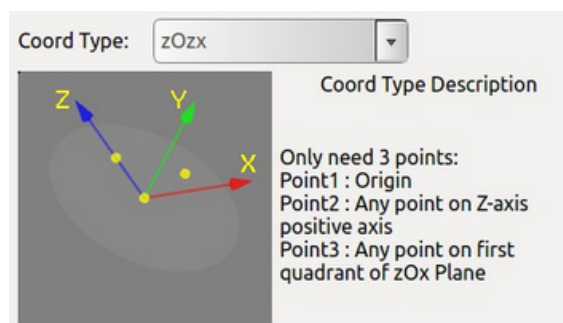 Coord Type: zOzx
Coord Type Description
Z
Y
X
Only need 3 points:
Point1 : Origin
Point2 : Any point on Z-axis
positive axis
Point3 : Any point on first
quadrant of zOx Plane